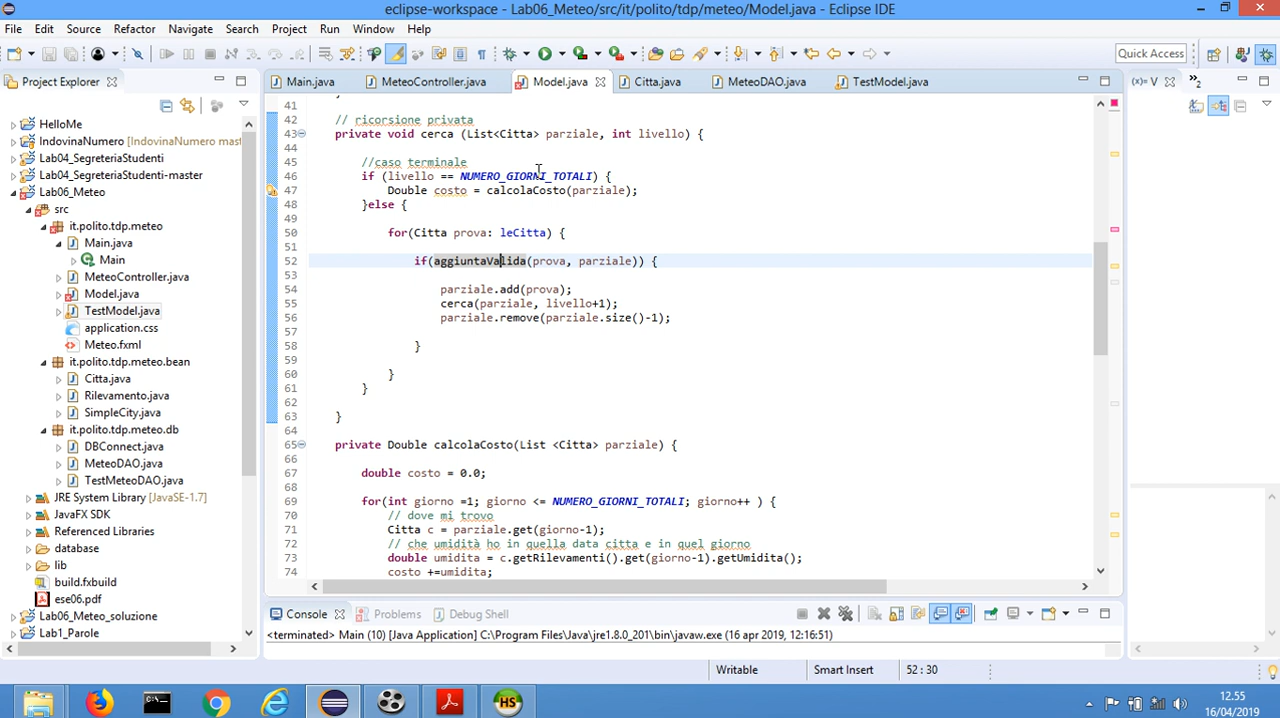 eclipse-workspace - Lab06_Meteo/src/it/polito/tdp/meteo/Model.java - Eclipse IDE
File Edit Source Refactor Navigate Search Project Run Window Help
Quick Access
Project Explorer
Main.java MeteoController.java Model.java Citta.java MeteoDAO.java TestModel.java
(x)= V
HelloMe
IndovinaNumero [IndovinaNumero mas
Lab04_SegreteriaStudenti
Lab04_SegreteriaStudenti-master
Lab06_Meteo
src
it.polito.tdp.meteo
Main.java
Main
MeteoController.java
Model.java
TestModel.java
application.css
Meteo.fxml
it.polito.tdp.meteo.bean
Citta.java
Rilevamento.java
SimpleCity.java
it.polito.tdp.meteo.db
DBConnect.java
MeteoDAO.java
TestMeteoDAO.java
JRE System Library [JavaSE-1.7]
JavaFX SDK
Referenced Libraries
database
lib
build.fxbuild
ese06.pdf
Lab06_Meteo_soluzione
Lab1_Parole
41
42 // ricorsione privata
43 private void cerca (List<Citta> parziale, int livello) {
44
45 //caso terminale
46 if (livello == NUMERO_GIORNI_TOTALI) {
47 Double costo = calcolaCosto(parziale);
48 }else {
49
50 for(Citta prova: leCitta) {
51
52 if(aggiuntaValida(prova, parziale)) {
53
54 parziale.add(prova);
55 cerca(parziale, livello+1);
56 parziale.remove(parziale.size()-1);
57
58 }
59
60 }
61 }
62
63 }
64
65 private Double calcolaCosto(List <Citta> parziale) {
66
67 double costo = 0.0;
68
69 for(int giorno =1; giorno <= NUMERO_GIORNI_TOTALI; giorno++ ) {
70 // dove mi trovo
71 Citta c = parziale.get(giorno-1);
72 // che umidità ho in quella data citta e in quel giorno
73 double umidita = c.getRilevamenti().get(giorno-1).getUmidita();
74 costo +=umidita;
Console Problems Debug Shell
<terminated> Main (10) [Java Application] C:\Program Files\Java\jre1.8.0_201\bin\javaw.exe (16 apr 2019, 12:16:51)
Writable Smart Insert 52 : 30
HS
12.55
16/04/2019